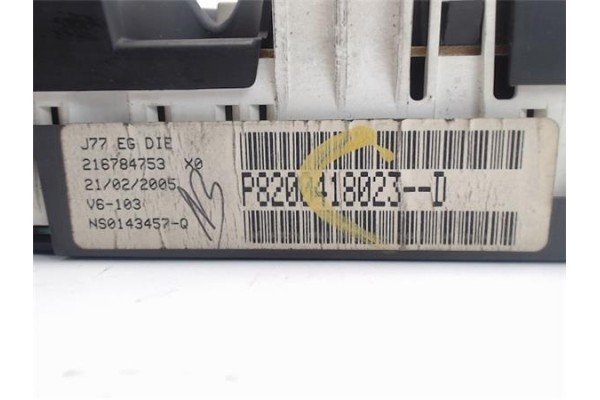 J77 EG DIE
216784753 X0
21/02/2005
V6-103
NS0143457-Q
P8200418023--D